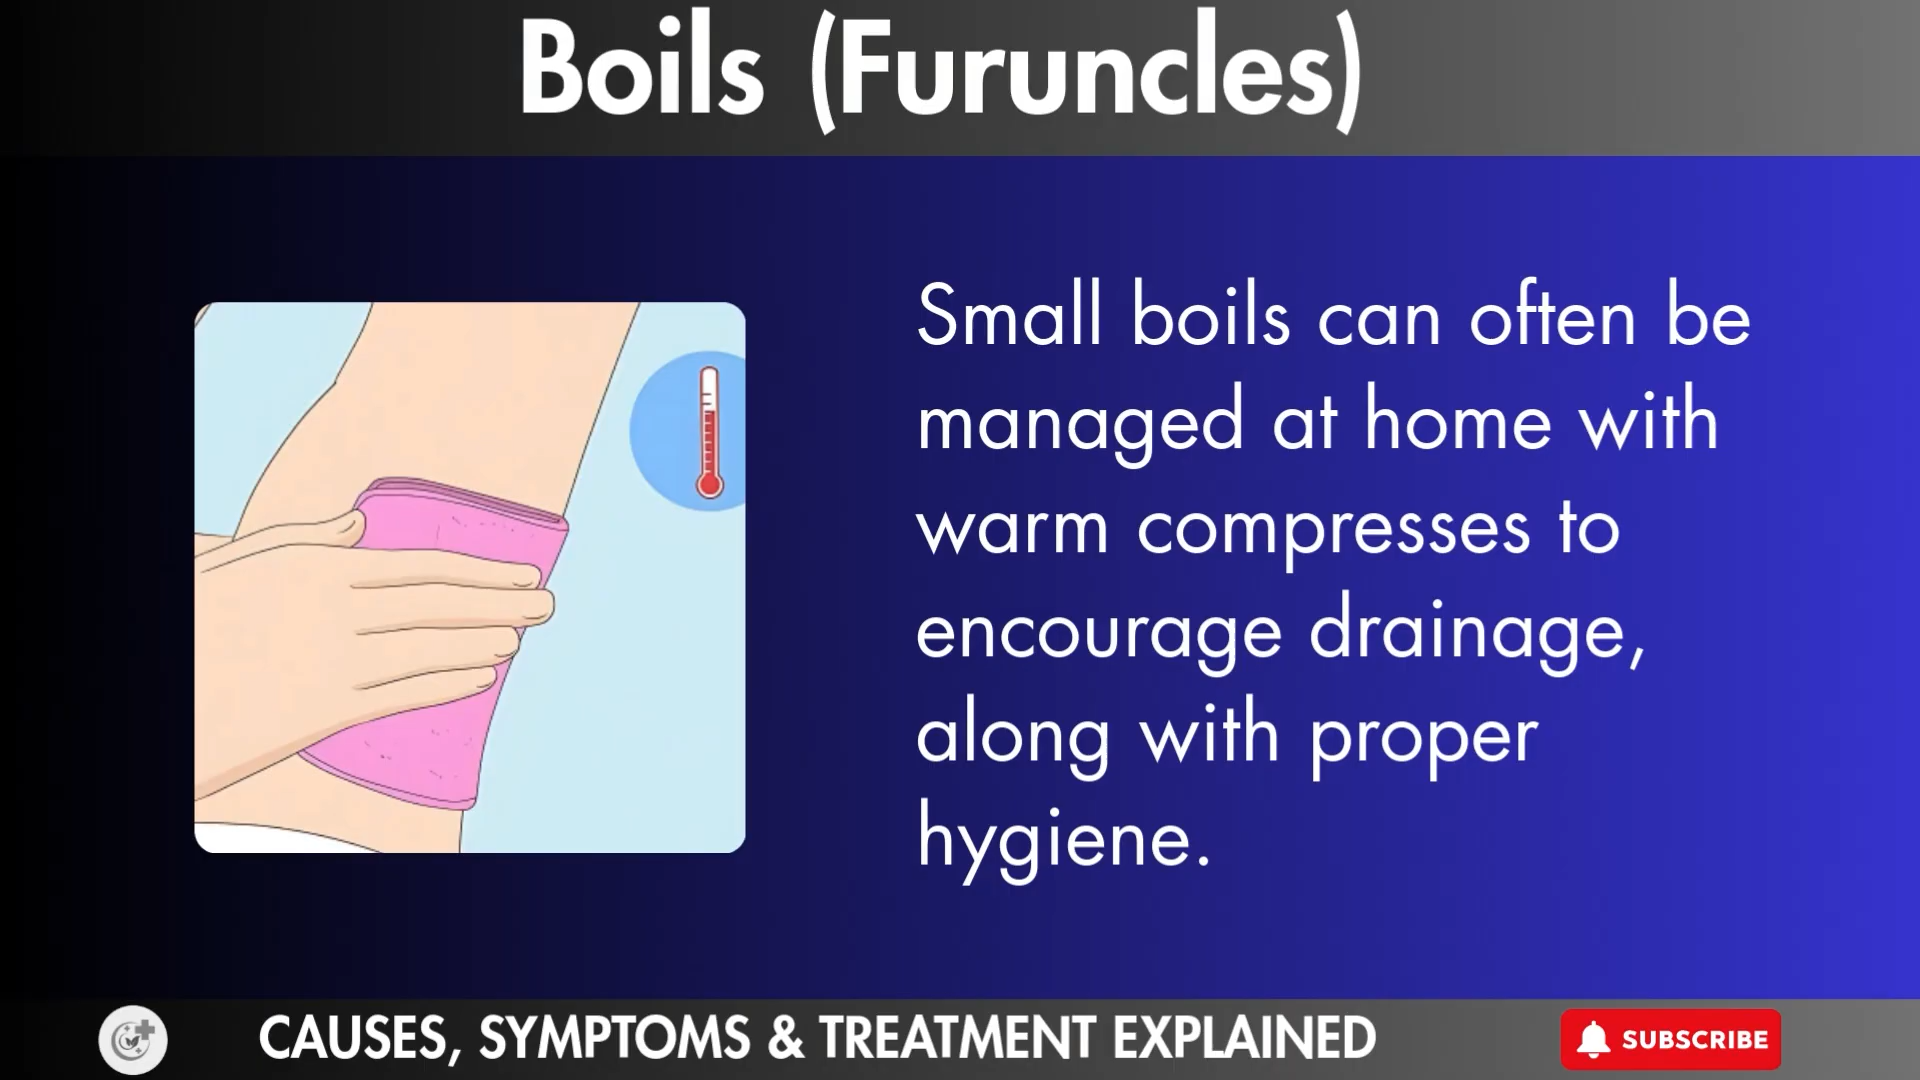 Boils (Furuncles)
Small boils can often be
managed at home with
warm compresses to
encourage drainage,
along with proper
hygiene.
CAUSES, SYMPTOMS & TREATMENT EXPLAINED
SUBSCRIBE